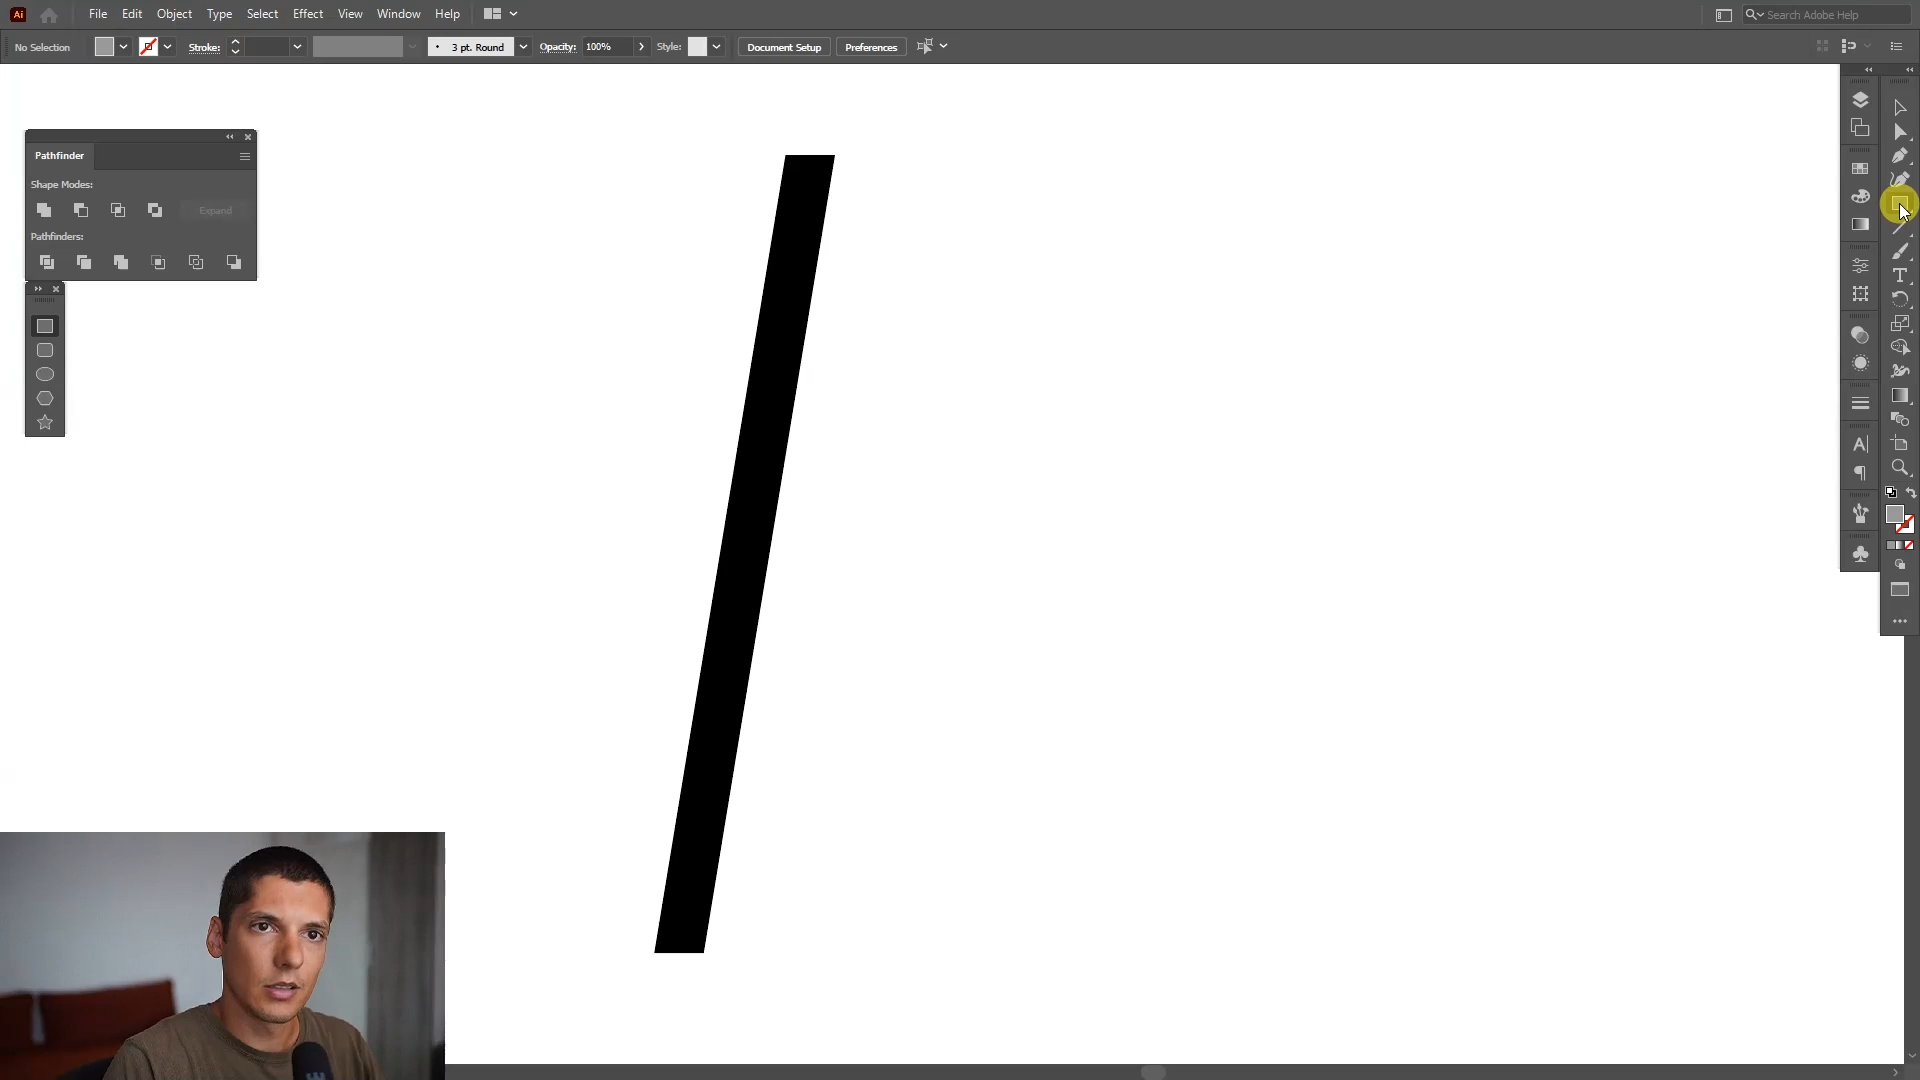 Ai File Edit Object Type Select Effect View Window Help Search Adobe Help
No Selection Stroke: 3 pt. Round Opacity: 100% Style: Document Setup Preferences
Pathfinder
Shape Modes:
Expand
Pathfinders: